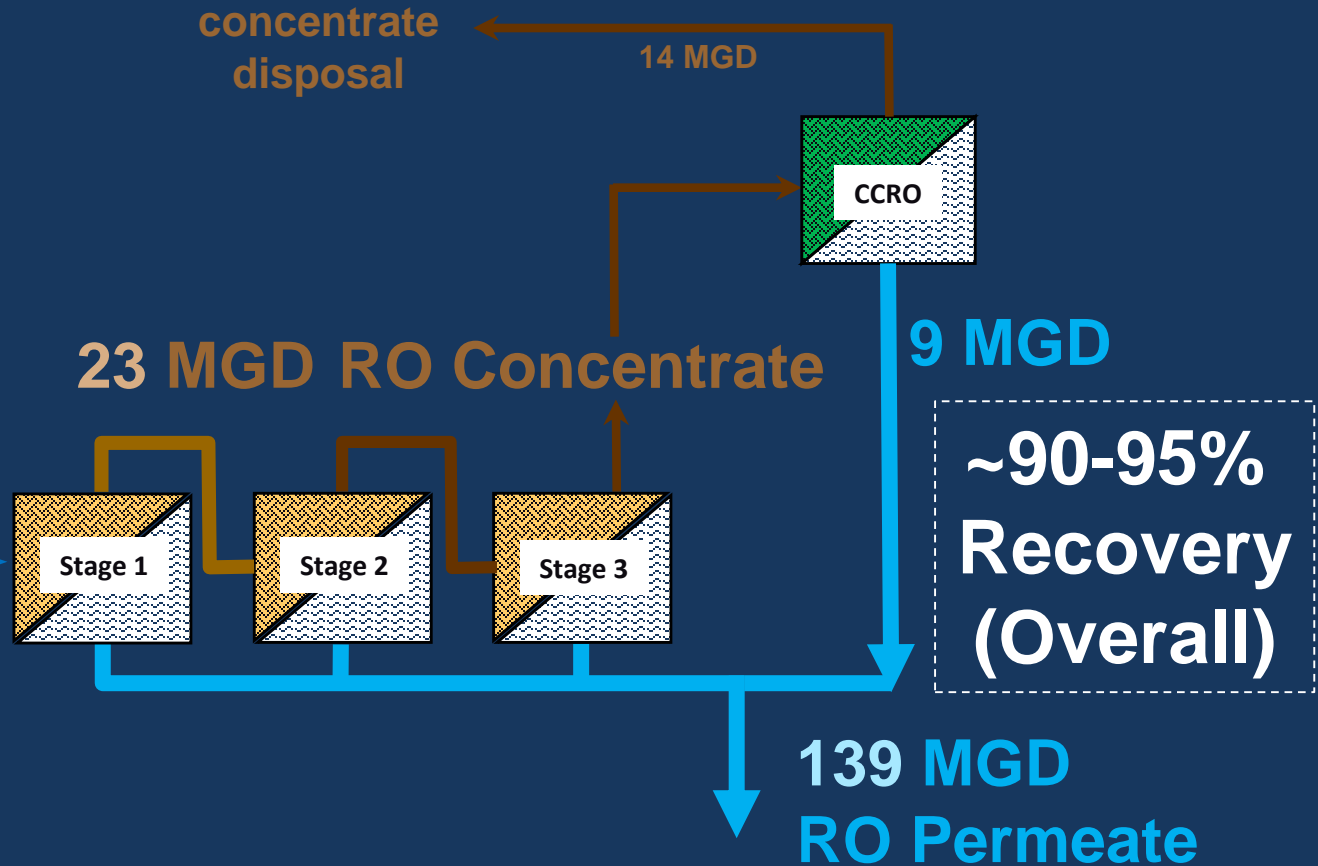 concentrate
disposal
14 MGD
CCRO
23 MGD RO Concentrate
9 MGD
~90-95%
Recovery
(Overall)
Stage 1
Stage 2
Stage 3
139 MGD
RO Permeate